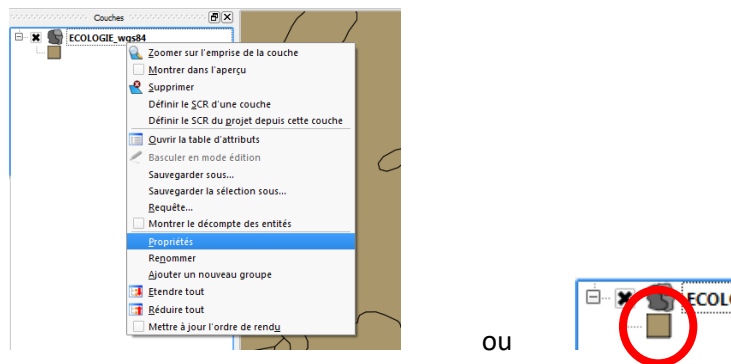 Couches
ECOLOGIE_wgs84
Zoomer sur l'emprise de la couche
Montrer dans l'aperçu
Supprimer
Définir le SCR d'une couche
Définir le SCR du projet depuis cette couche
Ouvrir la table d'attributs
Basculer en mode édition
Sauvegarder sous...
Sauvegarder la sélection sous...
Requête...
Montrer le décompte des entités
Propriétés
Renommer
Ajouter un nouveau groupe
Etendre tout
Réduire tout
Mettre à jour l'ordre de rendu
ou
ECOL